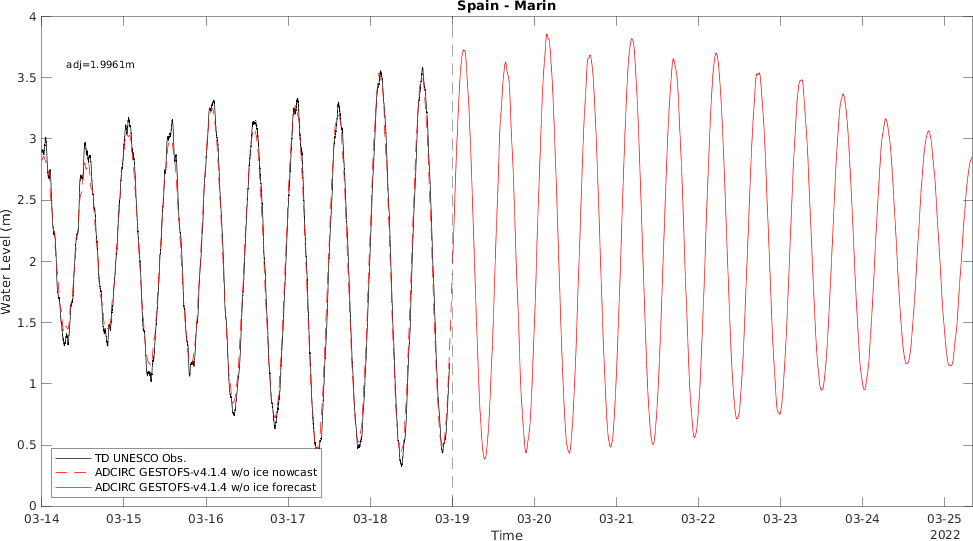 Spain - Marin
adj=1.9961m
Water Level (m)
4
3.5
3
2.5
2
1.5
1
0.5
0
TD UNESCO Obs.
ADCIRC GESTOFS-v4.1.4 w/o ice nowcast
ADCIRC GESTOFS-v4.1.4 w/o ice forecast
03-14 03-15 03-16 03-17 03-18 03-19 03-20 03-21 03-22 03-23 03-24 03-25
2022
Time